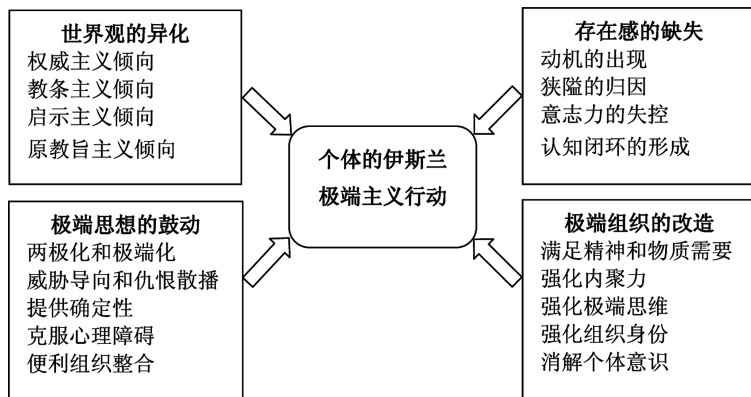 世界观的异化
权威主义倾向
教条主义倾向
启示主义倾向
原教旨主义倾向
存在感的缺失
动机的出现
狭隘的归因
意志力的失控
认知闭环的形成
个体的伊斯兰
极端主义行动
极端思想的鼓动
两极化和极端化
威胁导向和仇恨散播
提供确定性
克服心理障碍
便利组织整合
极端组织的改造
满足精神和物质需要
强化内聚力
强化极端思维
强化组织身份
消解个体意识